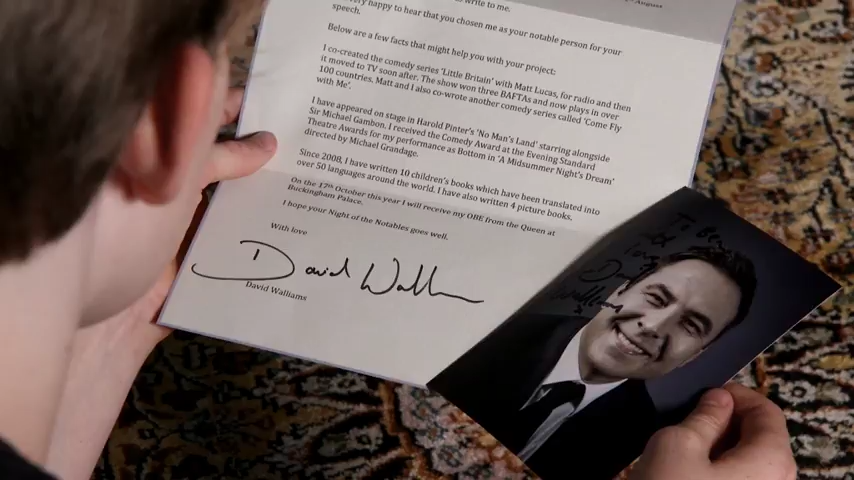 write to me.
August
very happy to hear that you chosen me as your notable person for your
speech.
Below are a few facts that might help you with your project:
I co-created the comedy series 'Little Britain' with Matt Lucas, for radio and then
it moved to TV soon after. The show won three BAFTAs and now plays in over
100 countries. Matt and I also co-wrote another comedy series called 'Come Fly
with Me'.
I have appeared on stage in Harold Pinter's 'No Man's Land' starring alongside
Sir Michael Gambon. I received the Comedy Award at the Evening Standard
Theatre Awards for my performance as Bottom in 'A Midsummer Night's Dream'
directed by Michael Grandage.
Since 2008, I have written 10 children's books which have been translated into
over 50 languages around the world. I have also written 4 picture books.
On the 17th October this year I will receive my OBE from the Queen at
Buckingham Palace.
I hope your Night of the Notables goes well.
With love
David Walliams
David Walliams
To Ben
David
Walliams
x